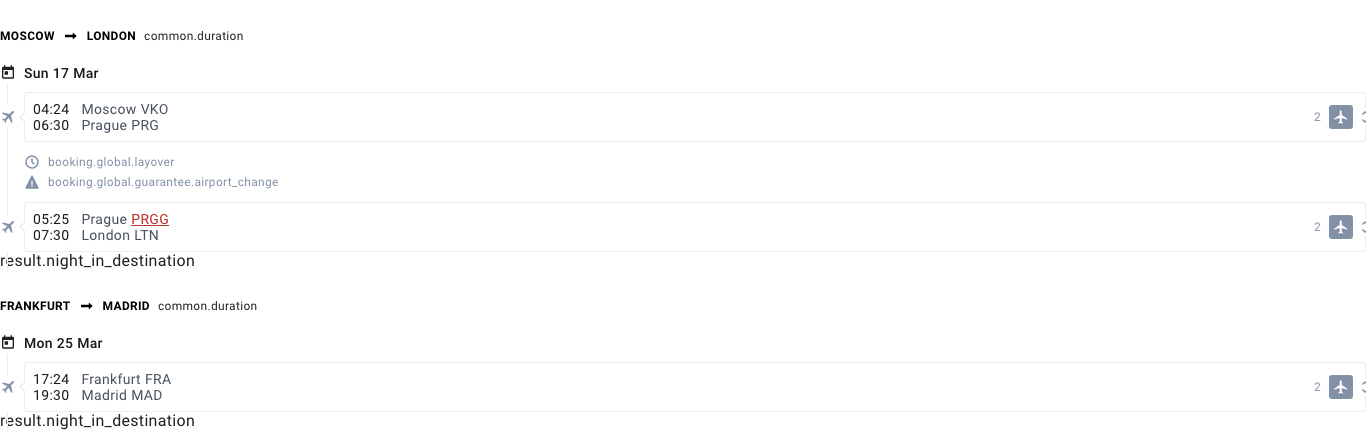 MOSCOW → LONDON common.duration
Sun 17 Mar
04:24 Moscow VKO
06:30 Prague PRG
2
booking.global.layover
booking.global.guarantee.airport_change
05:25 Prague PRGG
07:30 London LTN
2
result.night_in_destination
FRANKFURT → MADRID common.duration
Mon 25 Mar
17:24 Frankfurt FRA
19:30 Madrid MAD
2
result.night_in_destination